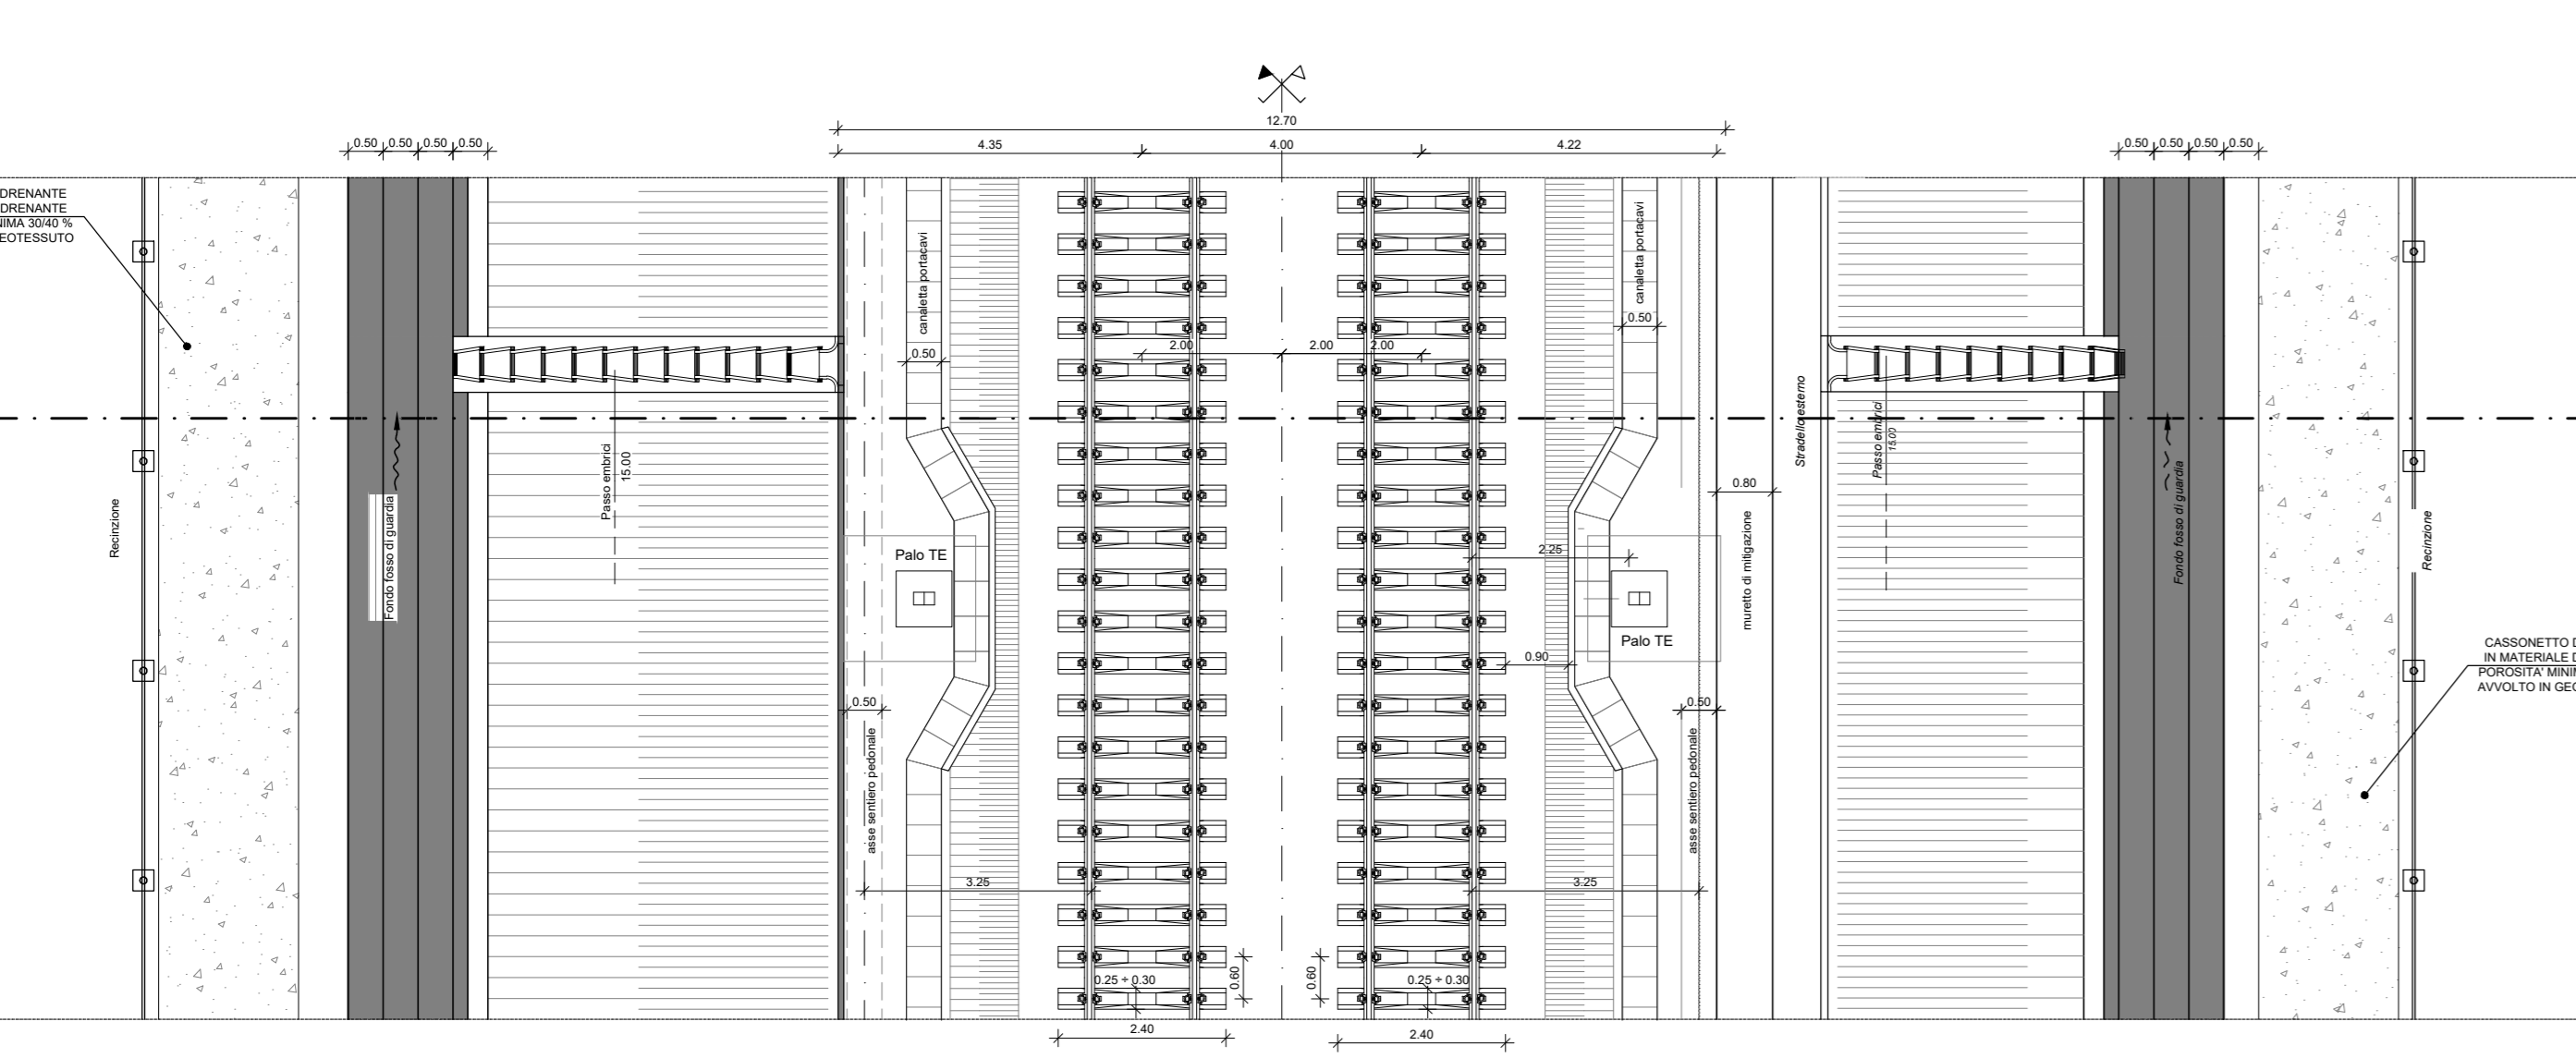 12.70
4.35
4.00
4.22
0.50
0.50
0.50
0.50
0.50
0.50
0.50
0.50
DRENANTE
DRENANTE
NIMA 30/40 %
EOTESSUTO
canaletta portacavi
canaletta portacavi
0.50
0.50
2.00
2.00
2.00
Recinzione
Fondo fosso di guardia
Passo embrici
15.00
Stradello esterno
Passo embrici
15.00
Fondo fosso di guardia
Recinzione
0.80
muretto di mitigazione
Palo TE
2.25
Palo TE
0.90
CASSONETTO D
IN MATERIALE D
POROSITA' MINIM
AVVOLTO IN GEO
0.50
0.50
asse sentiero pedonale
asse sentiero pedonale
3.25
3.25
0.25 ÷ 0.30
0.60
0.60
0.25 ÷ 0.30
2.40
2.40